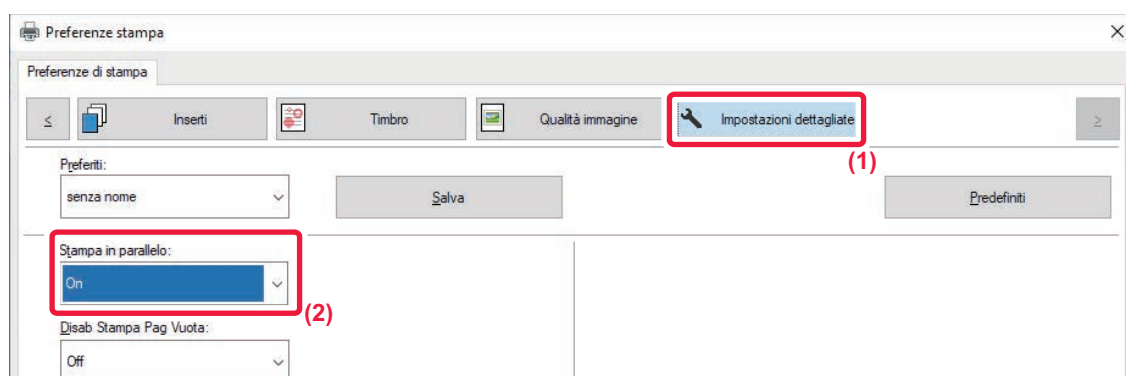 Preferenze stampa
Preferenze di stampa
≤ Inserti Timbro Qualità immagine Impostazioni dettagliate ≥
(1)
Preferiti:
senza nome Salva Predefiniti
Stampa in parallelo:
On
(2)
Disab Stampa Pag Vuota:
Off